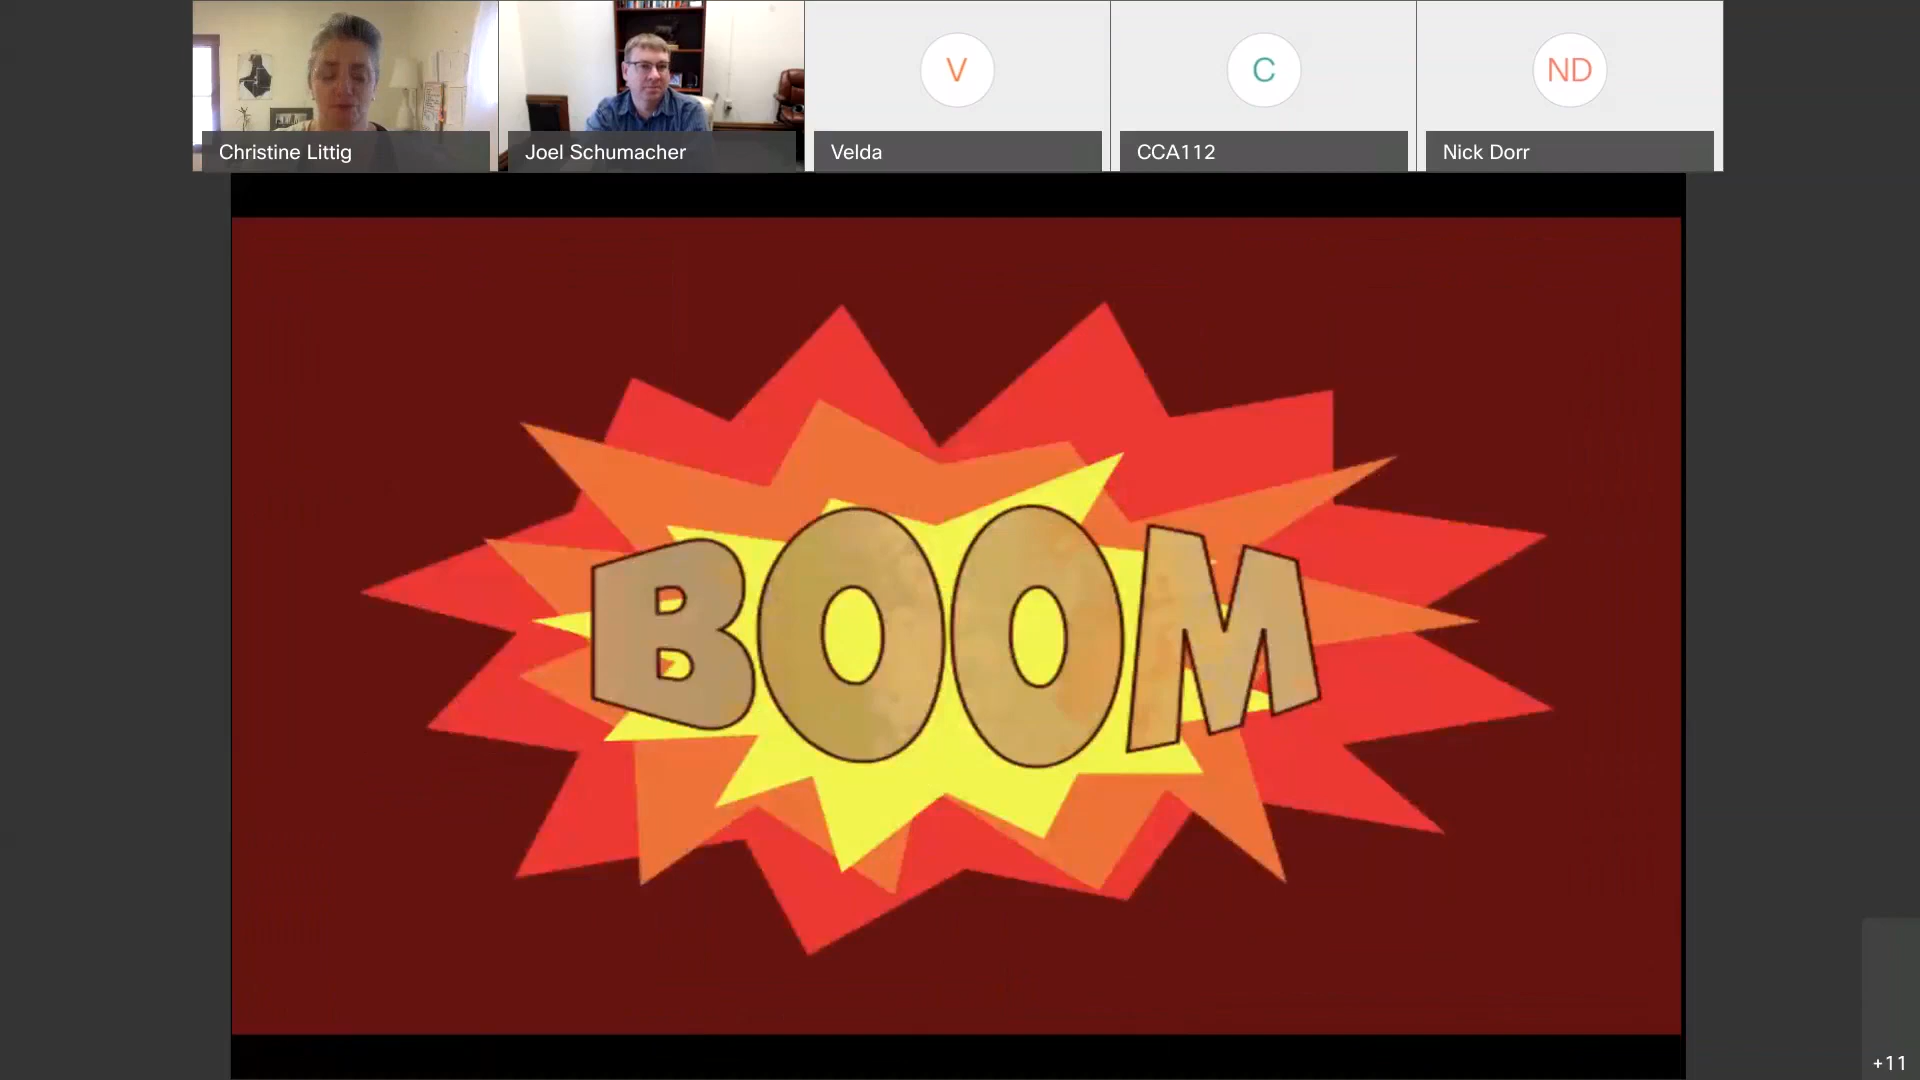 V
C
ND
Christine Littig
Joel Schumacher
Velda
CCA112
Nick Dorr
BOOM
+11